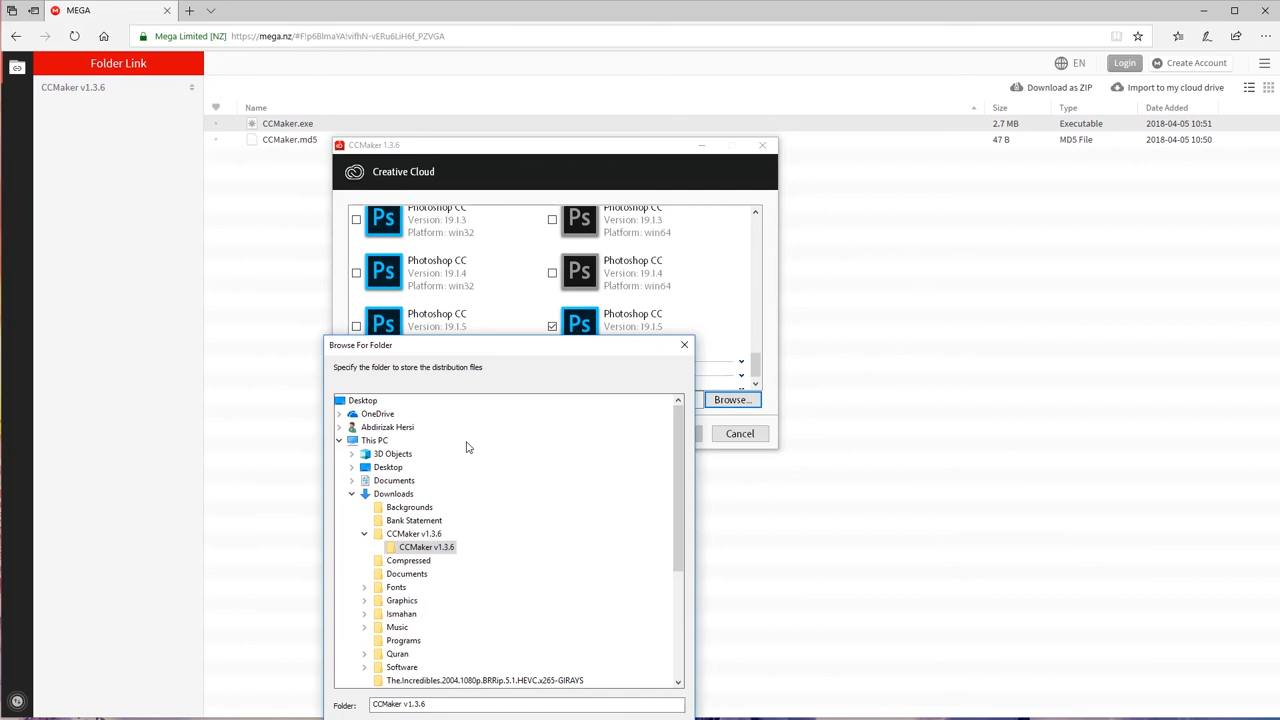 MEGA
Mega Limited [NZ]
https://mega.nz/#F!p6BlmaYA!vifhN-vERu6LiH6f_PZVGA
Folder Link
EN
Login
M Create Account
CCMaker v1.3.6
Download as ZIP
Import to my cloud drive
Name
Size
Type
Date Added
CCMaker.exe
2.7 MB
Executable
2018-04-05 10:51
CCMaker.md5
47 B
MD5 File
2018-04-05 10:50
CCMaker 1.3.6
Creative Cloud
Ps
Photoshop CC
Version: 19.1.3
Platform: win32
Ps
Photoshop CC
Version: 19.1.3
Platform: win64
Ps
Photoshop CC
Version: 19.1.4
Platform: win32
Ps
Photoshop CC
Version: 19.1.4
Platform: win64
Ps
Photoshop CC
Version: 19.1.5
Ps
Photoshop CC
Version: 19.1.5
Browse...
Cancel
Browse For Folder
Specify the folder to store the distribution files
Desktop
OneDrive
Abdirizak Hersi
This PC
3D Objects
Desktop
Documents
Downloads
Backgrounds
Bank Statement
CCMaker v1.3.6
CCMaker v1.3.6
Compressed
Documents
Fonts
Graphics
Ismahan
Music
Programs
Quran
Software
The.Incredibles.2004.1080p.BRRip.5.1.HEVC.x265-GIRAYS
Folder:
CCMaker v1.3.6